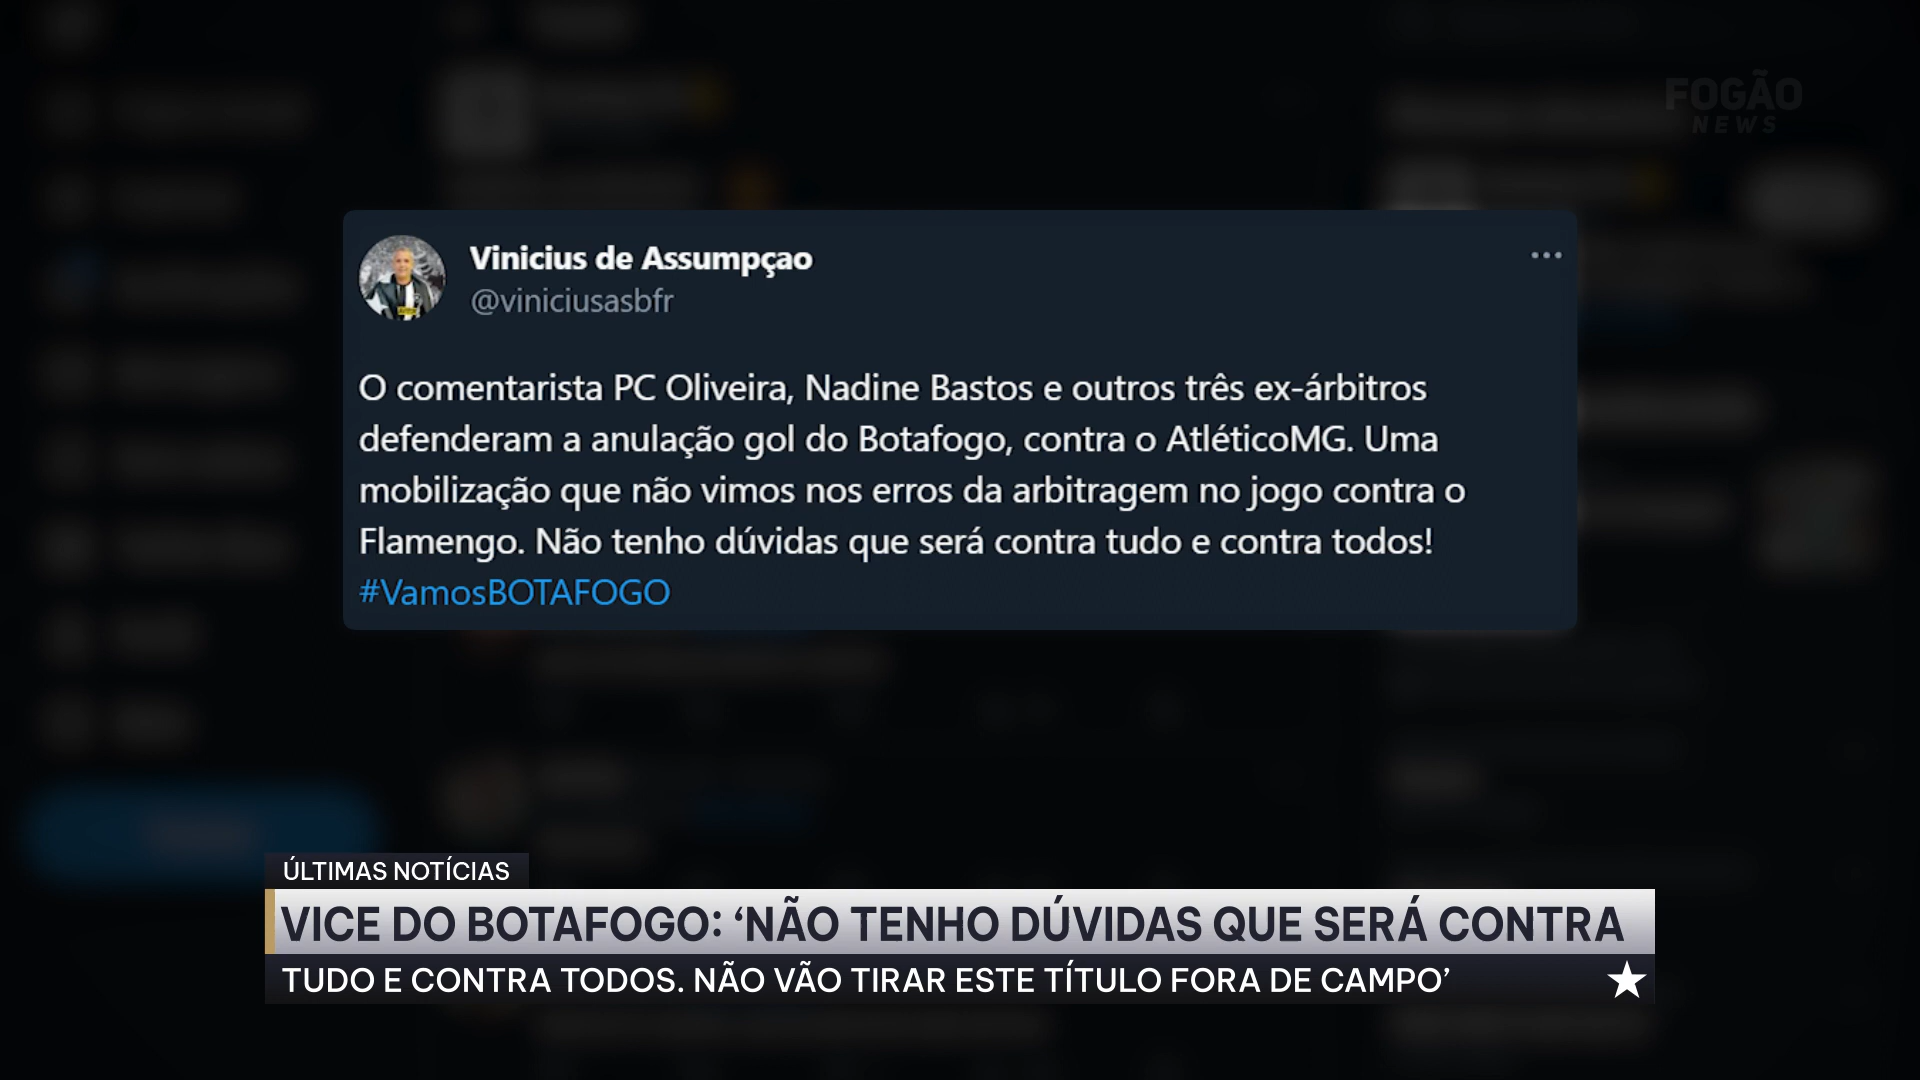 FOGÃO
NEWS
Vinicius de Assumpçao
@viniciusasbfr
O comentarista PC Oliveira, Nadine Bastos e outros três ex-árbitros
defenderam a anulação gol do Botafogo, contra o AtléticoMG. Uma
mobilização que não vimos nos erros da arbitragem no jogo contra o
Flamengo. Não tenho dúvidas que será contra tudo e contra todos!
#VamosBOTAFOGO
ÚLTIMAS NOTÍCIAS
VICE DO BOTAFOGO: ‘NÃO TENHO DÚVIDAS QUE SERÁ CONTRA
TUDO E CONTRA TODOS. NÃO VÃO TIRAR ESTE TÍTULO FORA DE CAMPO’